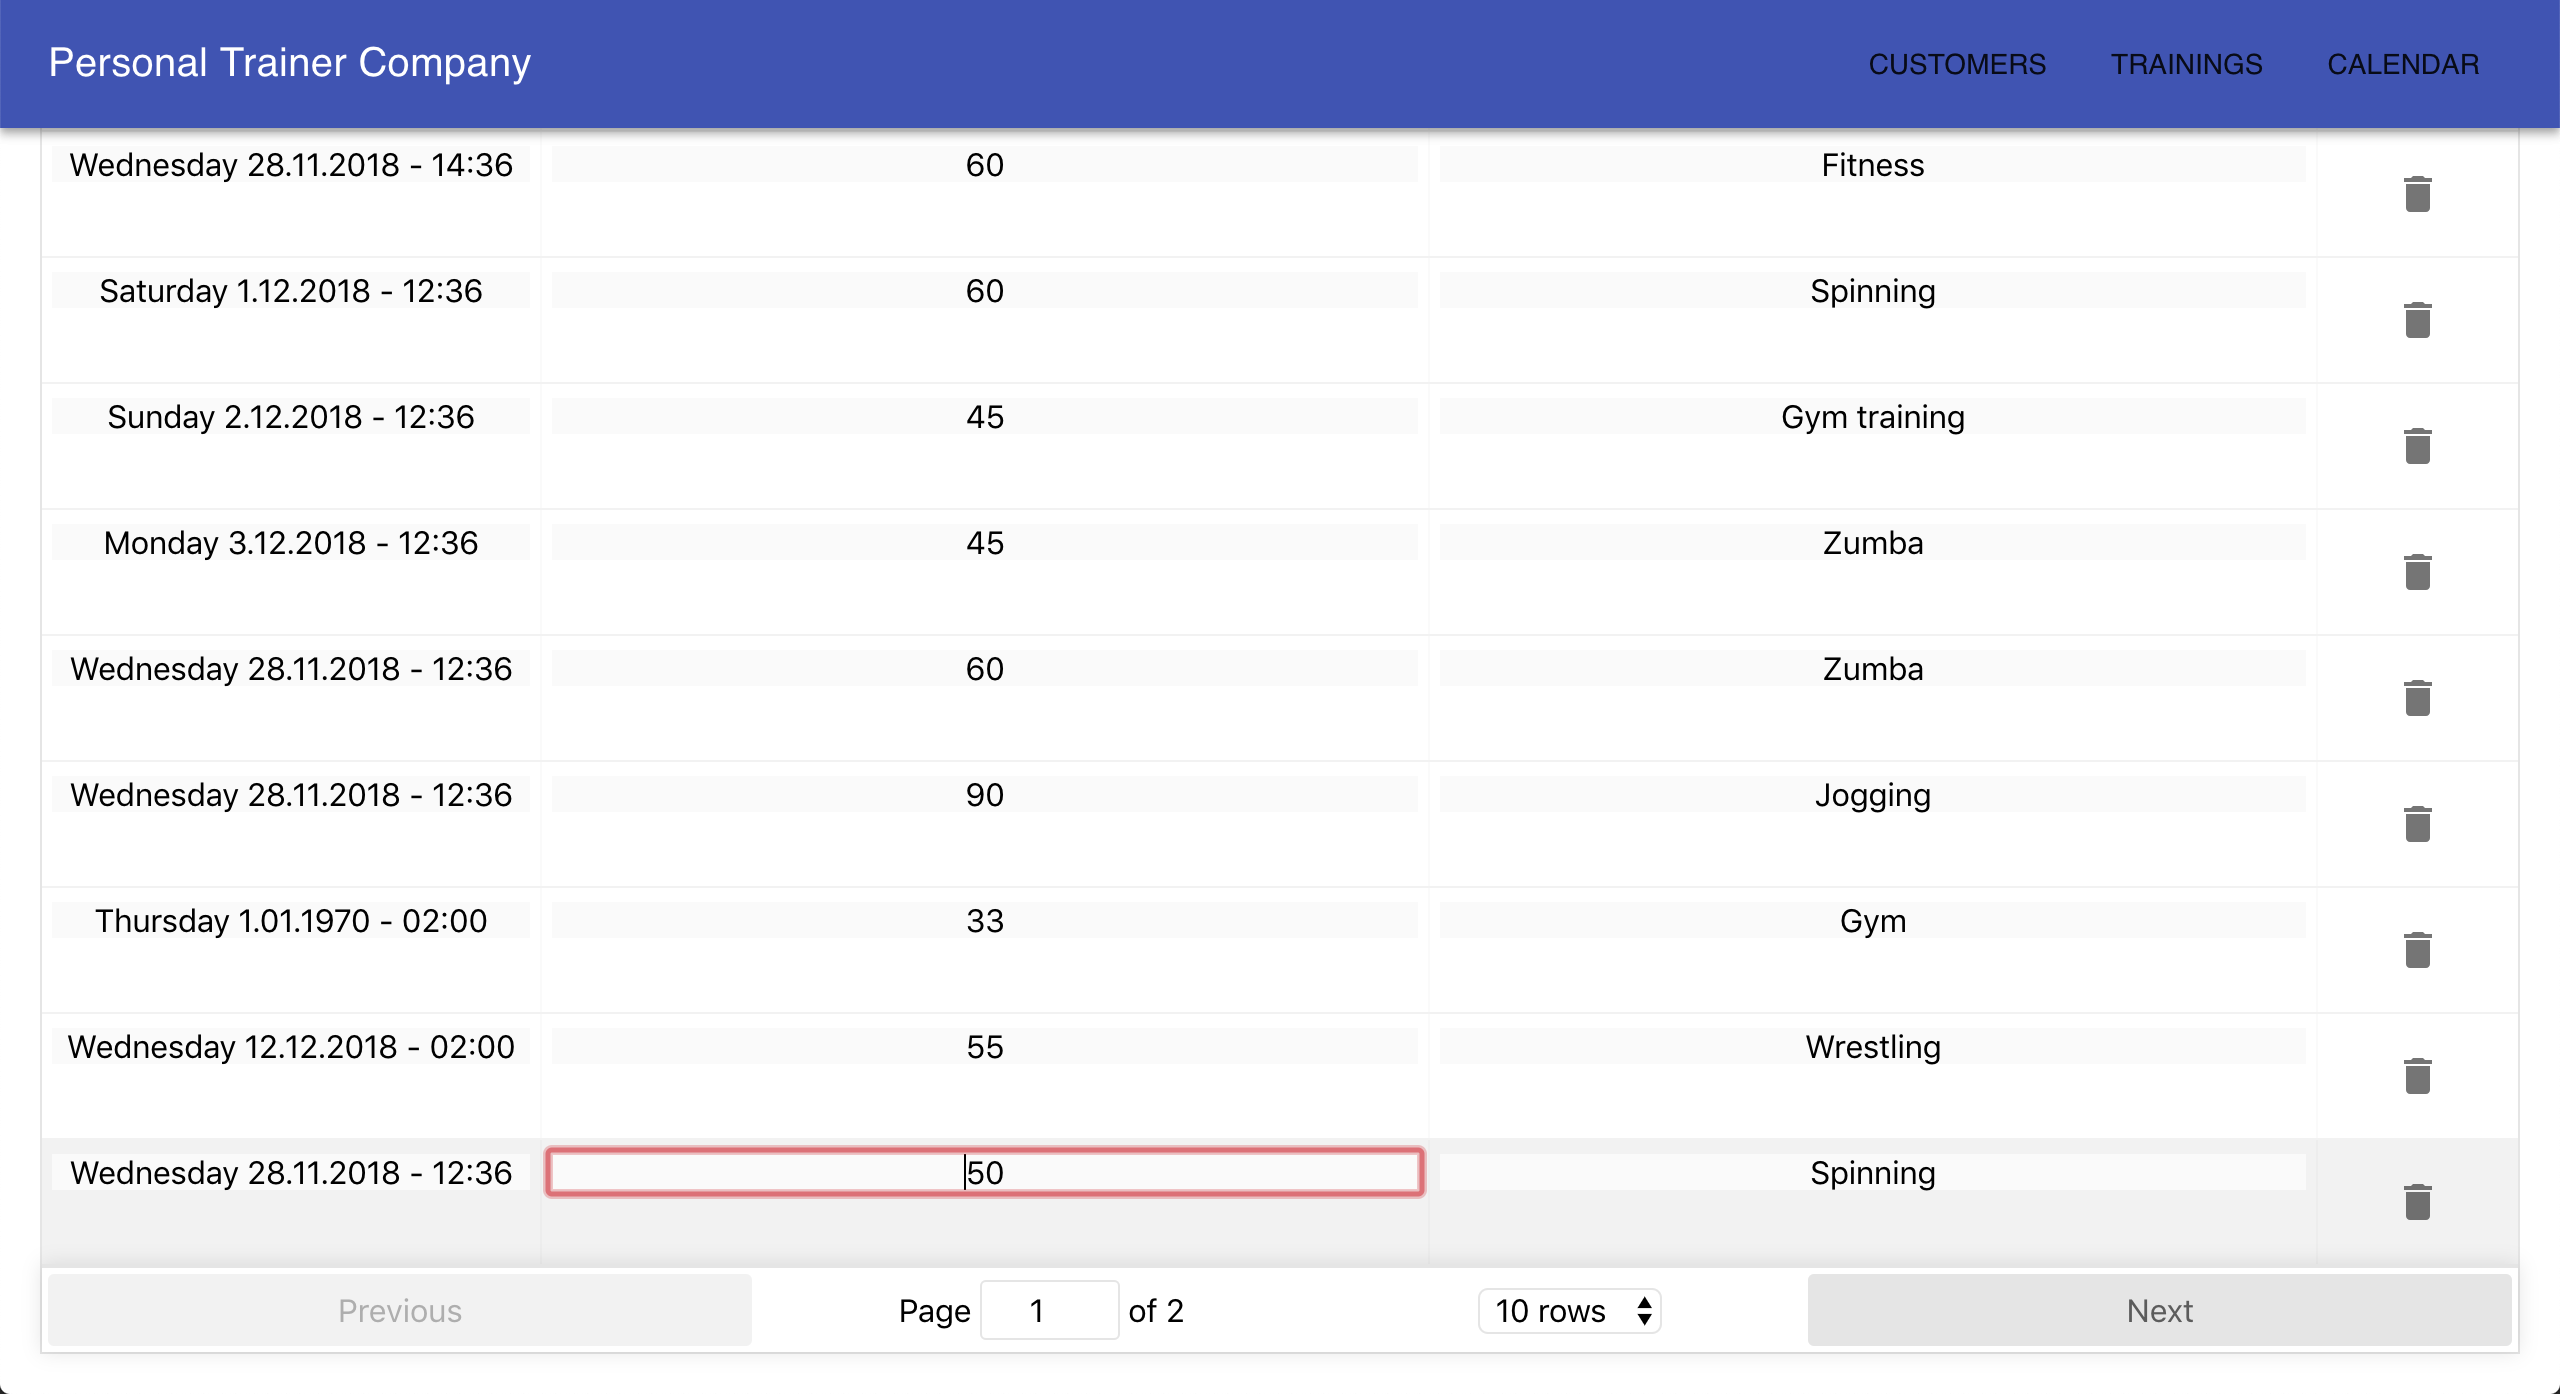 Personal Trainer Company CUSTOMERS TRAININGS CALENDAR
Wednesday 28.11.2018 - 14:36 60 Fitness
Saturday 1.12.2018 - 12:36 60 Spinning
Sunday 2.12.2018 - 12:36 45 Gym training
Monday 3.12.2018 - 12:36 45 Zumba
Wednesday 28.11.2018 - 12:36 60 Zumba
Wednesday 28.11.2018 - 12:36 90 Jogging
Thursday 1.01.1970 - 02:00 33 Gym
Wednesday 12.12.2018 - 02:00 55 Wrestling
Wednesday 28.11.2018 - 12:36 50 Spinning
Previous Page 1 of 2 10 rows Next